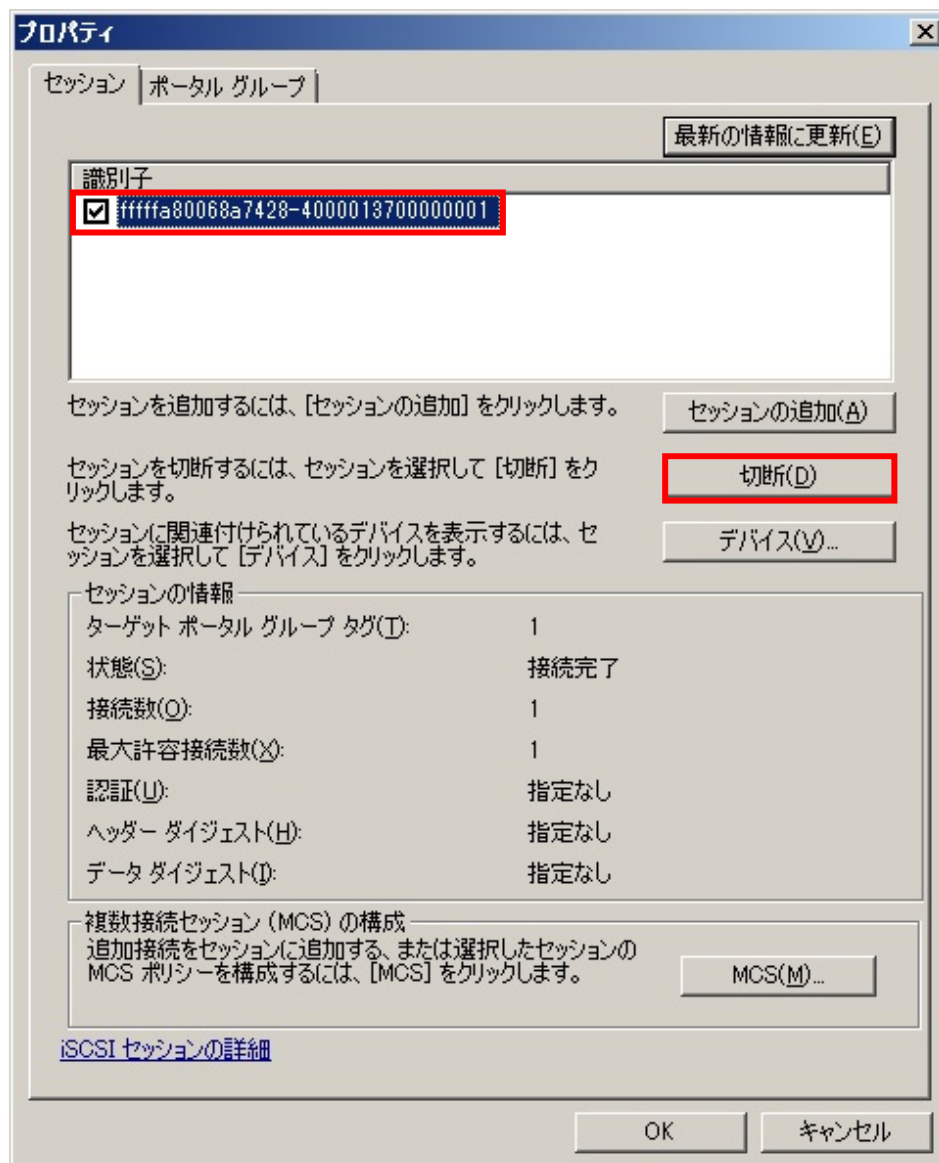 プロパティ
セッション
ポータル グループ
最新の情報に更新(E)
識別子
fffffa80068a7428-4000013700000001
セッションを追加するには、[セッションの追加] をクリックします。
セッションの追加(A)
セッションを切断するには、セッションを選択して [切断] をク
リックします。
切断(D)
セッションに関連付けられているデバイスを表示するには、セ
ッションを選択して [デバイス] をクリックします。
デバイス(V)...
セッションの情報
ターゲット ポータル グループ タグ(T): 1
状態(S): 接続完了
接続数(O): 1
最大許容接続数(X): 1
認証(U): 指定なし
ヘッダー ダイジェスト(H): 指定なし
データ ダイジェスト(I): 指定なし
複数接続セッション (MCS) の構成
追加接続をセッションに追加する、または選択したセッションの
MCS ポリシーを構成するには、[MCS] をクリックします。
MCS(M)...
iSCSI セッションの詳細
OK
キャンセル